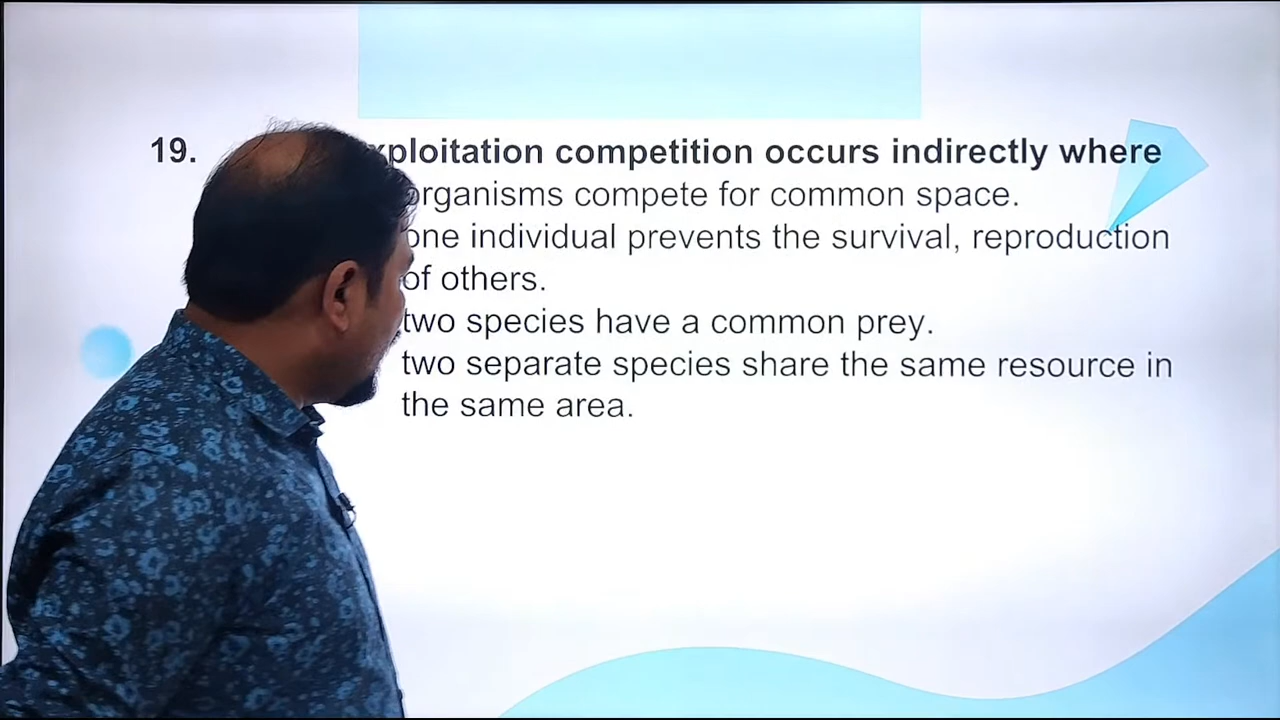 19. xploitation competition occurs indirectly where
organisms compete for common space.
one individual prevents the survival, reproduction
of others.
two species have a common prey.
two separate species share the same resource in
the same area.